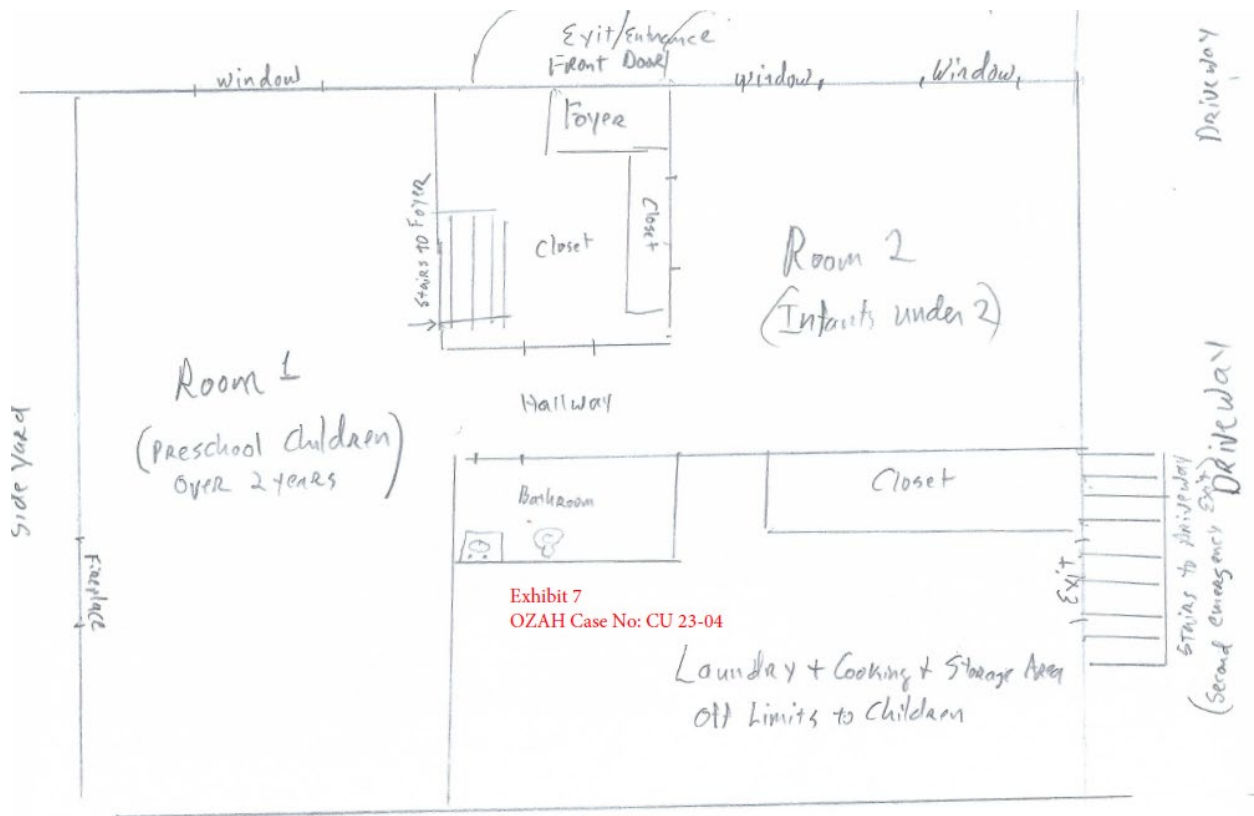 Exit/Entrance
Front Door
window
window
Window
Driveway
Foyer
Stairs to Foyer
Closet
Closet
Room 2
(Infants under 2)
Room 1
(Preschool Children)
Over 2 years
Hallway
Side Yard
Fireplace
Bathroom
Closet
Exit
Stairs to Driveway
(Second emergency Exit)
DRiveway
Exhibit 7
OZAH Case No: CU 23-04
Laundry + Cooking + Storage Area
Off Limits to Children